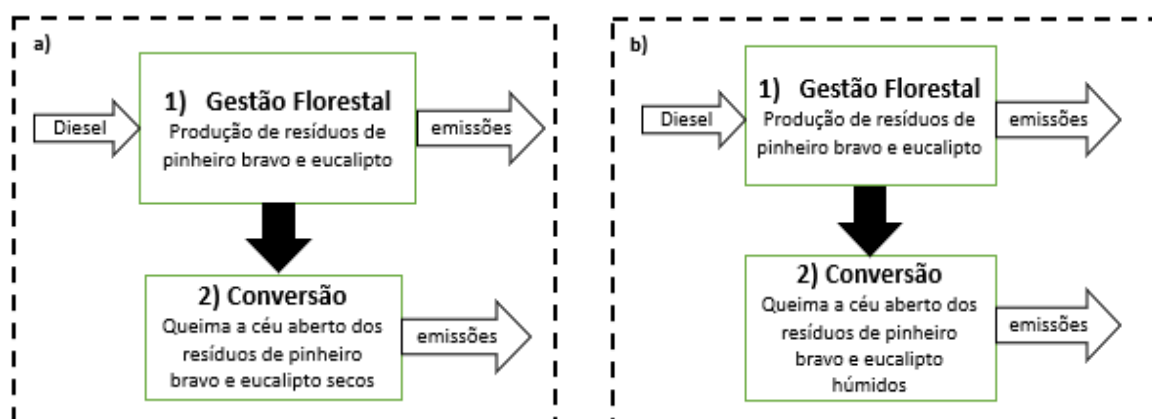 a)
1) Gestão Florestal
Produção de resíduos de
pinheiro bravo e eucalipto
Diesel
emissões
2) Conversão
Queima a céu aberto dos
resíduos de pinheiro
bravo e eucalipto secos
emissões
b)
1) Gestão Florestal
Produção de resíduos de
pinheiro bravo e eucalipto
Diesel
emissões
2) Conversão
Queima a céu aberto dos
resíduos de pinheiro
bravo e eucalipto
húmidos
emissões